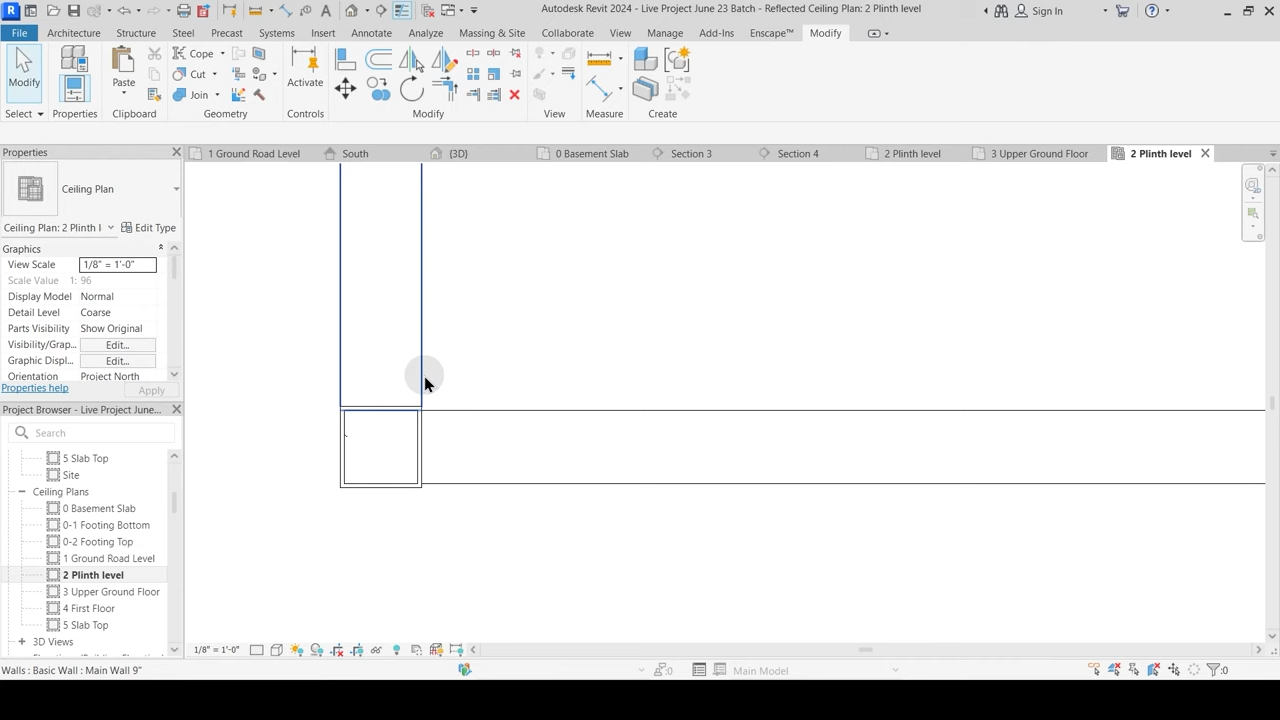 Autodesk Revit 2024 - Live Project June 23 Batch - Reflected Ceiling Plan: 2 Plinth level
Sign In
File Architecture Structure Steel Precast Systems Insert Annotate Analyze Massing & Site Collaborate View Manage Add-Ins Enscape™ Modify
Modify Paste Cope Cut Join Activate
Select Properties Clipboard Geometry Controls Modify View Measure Create
Properties
1 Ground Road Level South {3D} 0 Basement Slab Section 3 Section 4 2 Plinth level 3 Upper Ground Floor 2 Plinth level
Ceiling Plan
Ceiling Plan: 2 Plinth l Edit Type
Graphics
View Scale 1/8" = 1'-0"
Scale Value 1: 96
Display Model Normal
Detail Level Coarse
Parts Visibility Show Original
Visibility/Grap... Edit...
Graphic Displ... Edit...
Orientation Project North
Properties help Apply
Project Browser - Live Project June...
Search
5 Slab Top
Site
Ceiling Plans
0 Basement Slab
0-1 Footing Bottom
0-2 Footing Top
1 Ground Road Level
2 Plinth level
3 Upper Ground Floor
4 First Floor
5 Slab Top
3D Views
1/8" = 1'-0"
Walls : Basic Wall : Main Wall 9" :0 Main Model :0